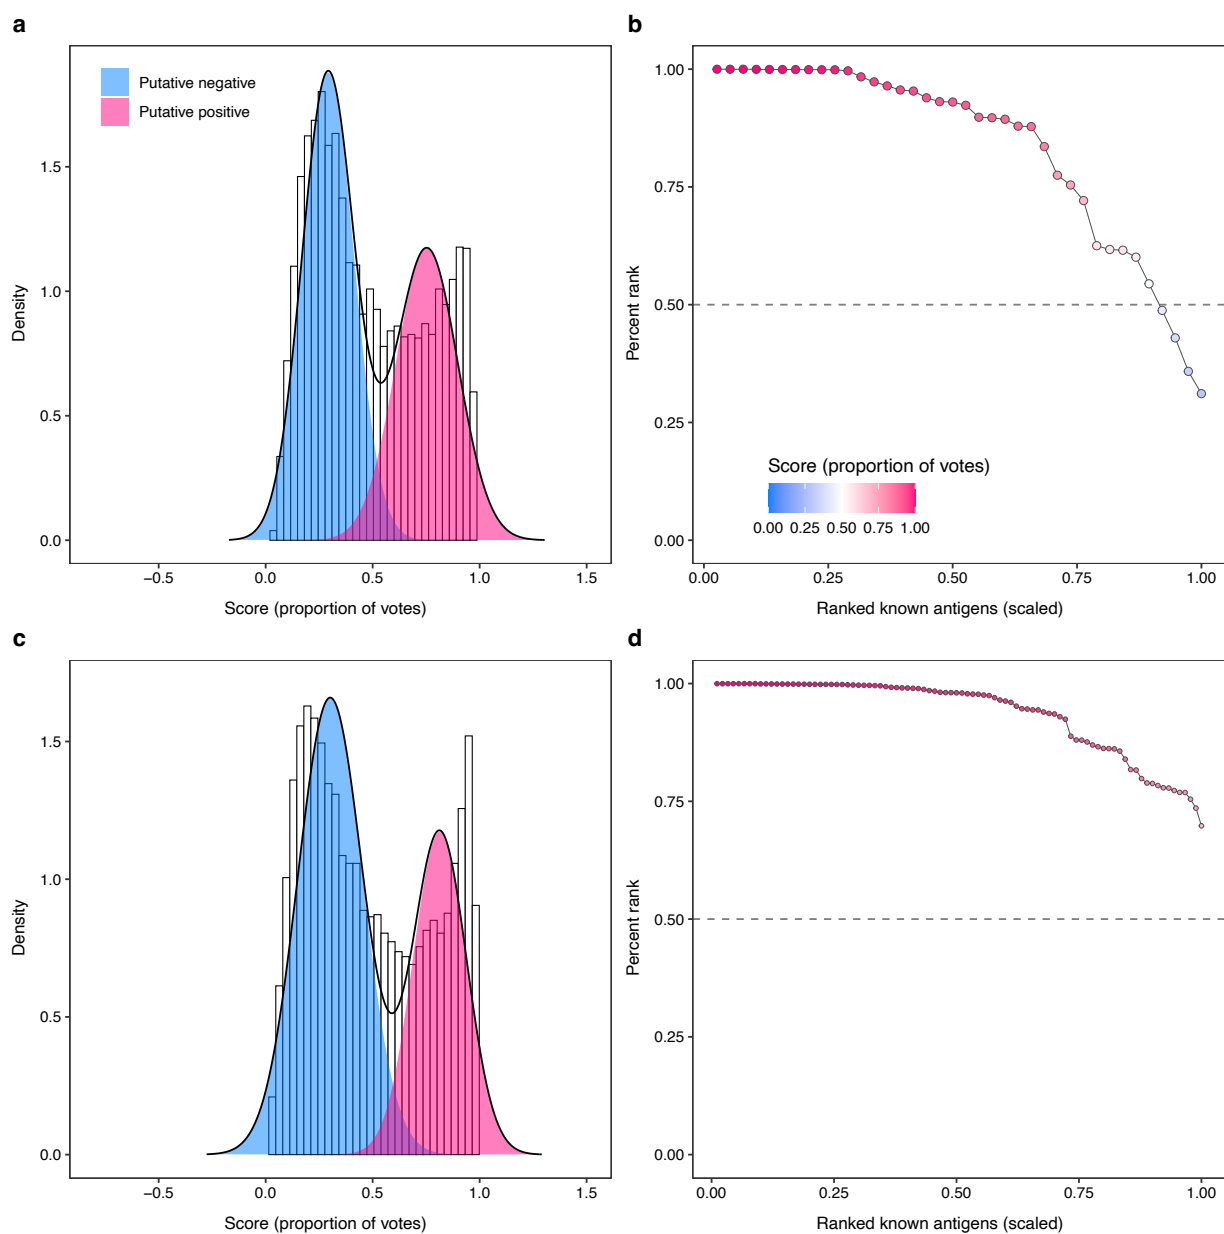 a
Putative negative
Putative positive
Density
0.0
0.5
1.0
1.5
−0.5
0.0
0.5
1.0
1.5
Score (proportion of votes)
b
Percent rank
1.00
0.75
0.50
0.25
0.00
Score (proportion of votes)
0.00 0.25 0.50 0.75 1.00
0.00
0.25
0.50
0.75
1.00
Ranked known antigens (scaled)
c
Density
1.5
1.0
0.5
0.0
−0.5
0.0
0.5
1.0
1.5
Score (proportion of votes)
d
Percent rank
1.00
0.75
0.50
0.25
0.00
0.00
0.25
0.50
0.75
1.00
Ranked known antigens (scaled)